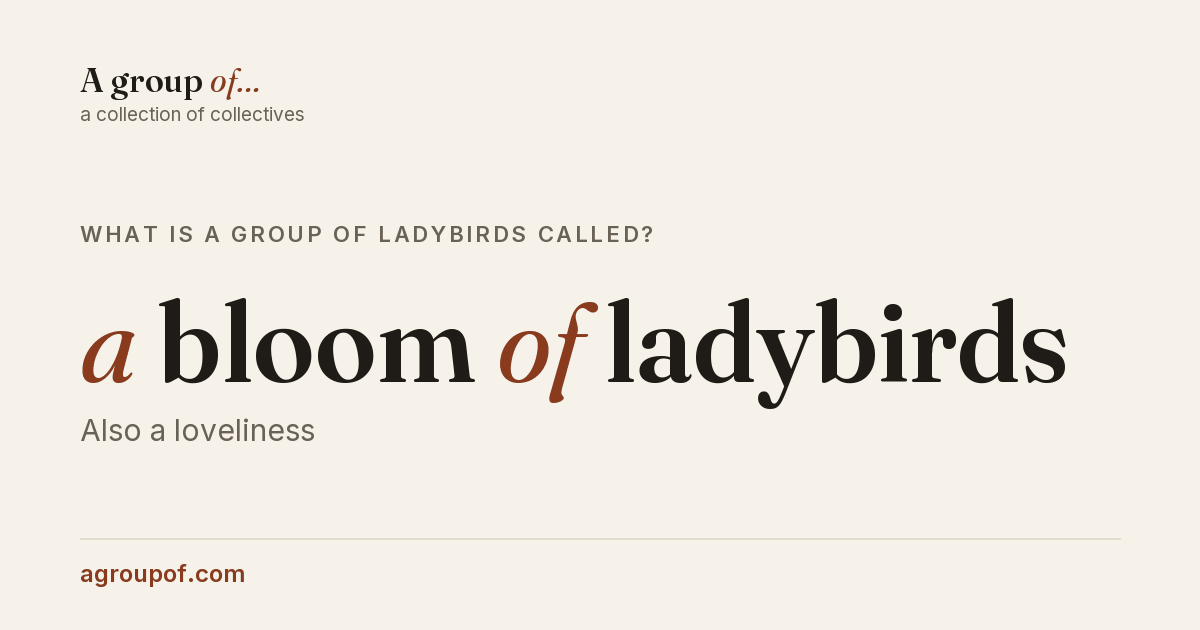 A group of...
a collection of collectives
WHAT IS A GROUP OF LADYBIRDS CALLED?
a bloom of ladybirds
Also a loveliness
agroupof.com